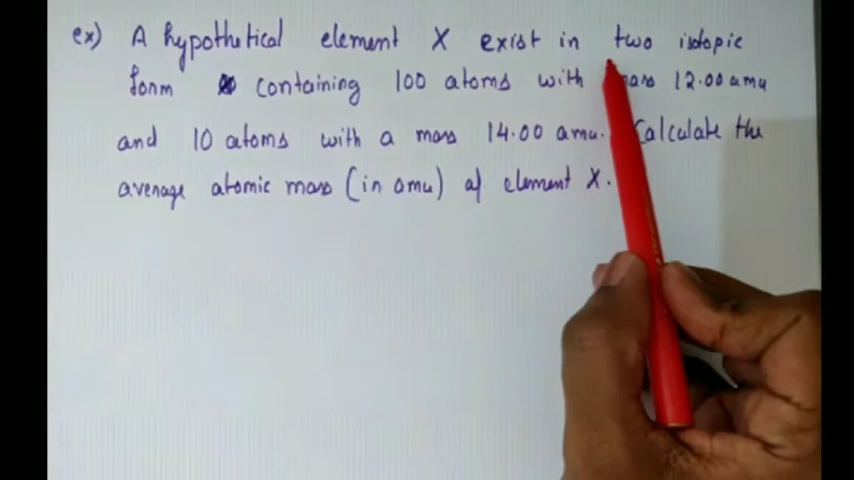 ex) A hypothetical element X exist in two isotopic
form containing 100 atoms with mass 12.00 amu
and 10 atoms with a mass 14.00 amu. Calculate the
average atomic mass (in amu) of element X.